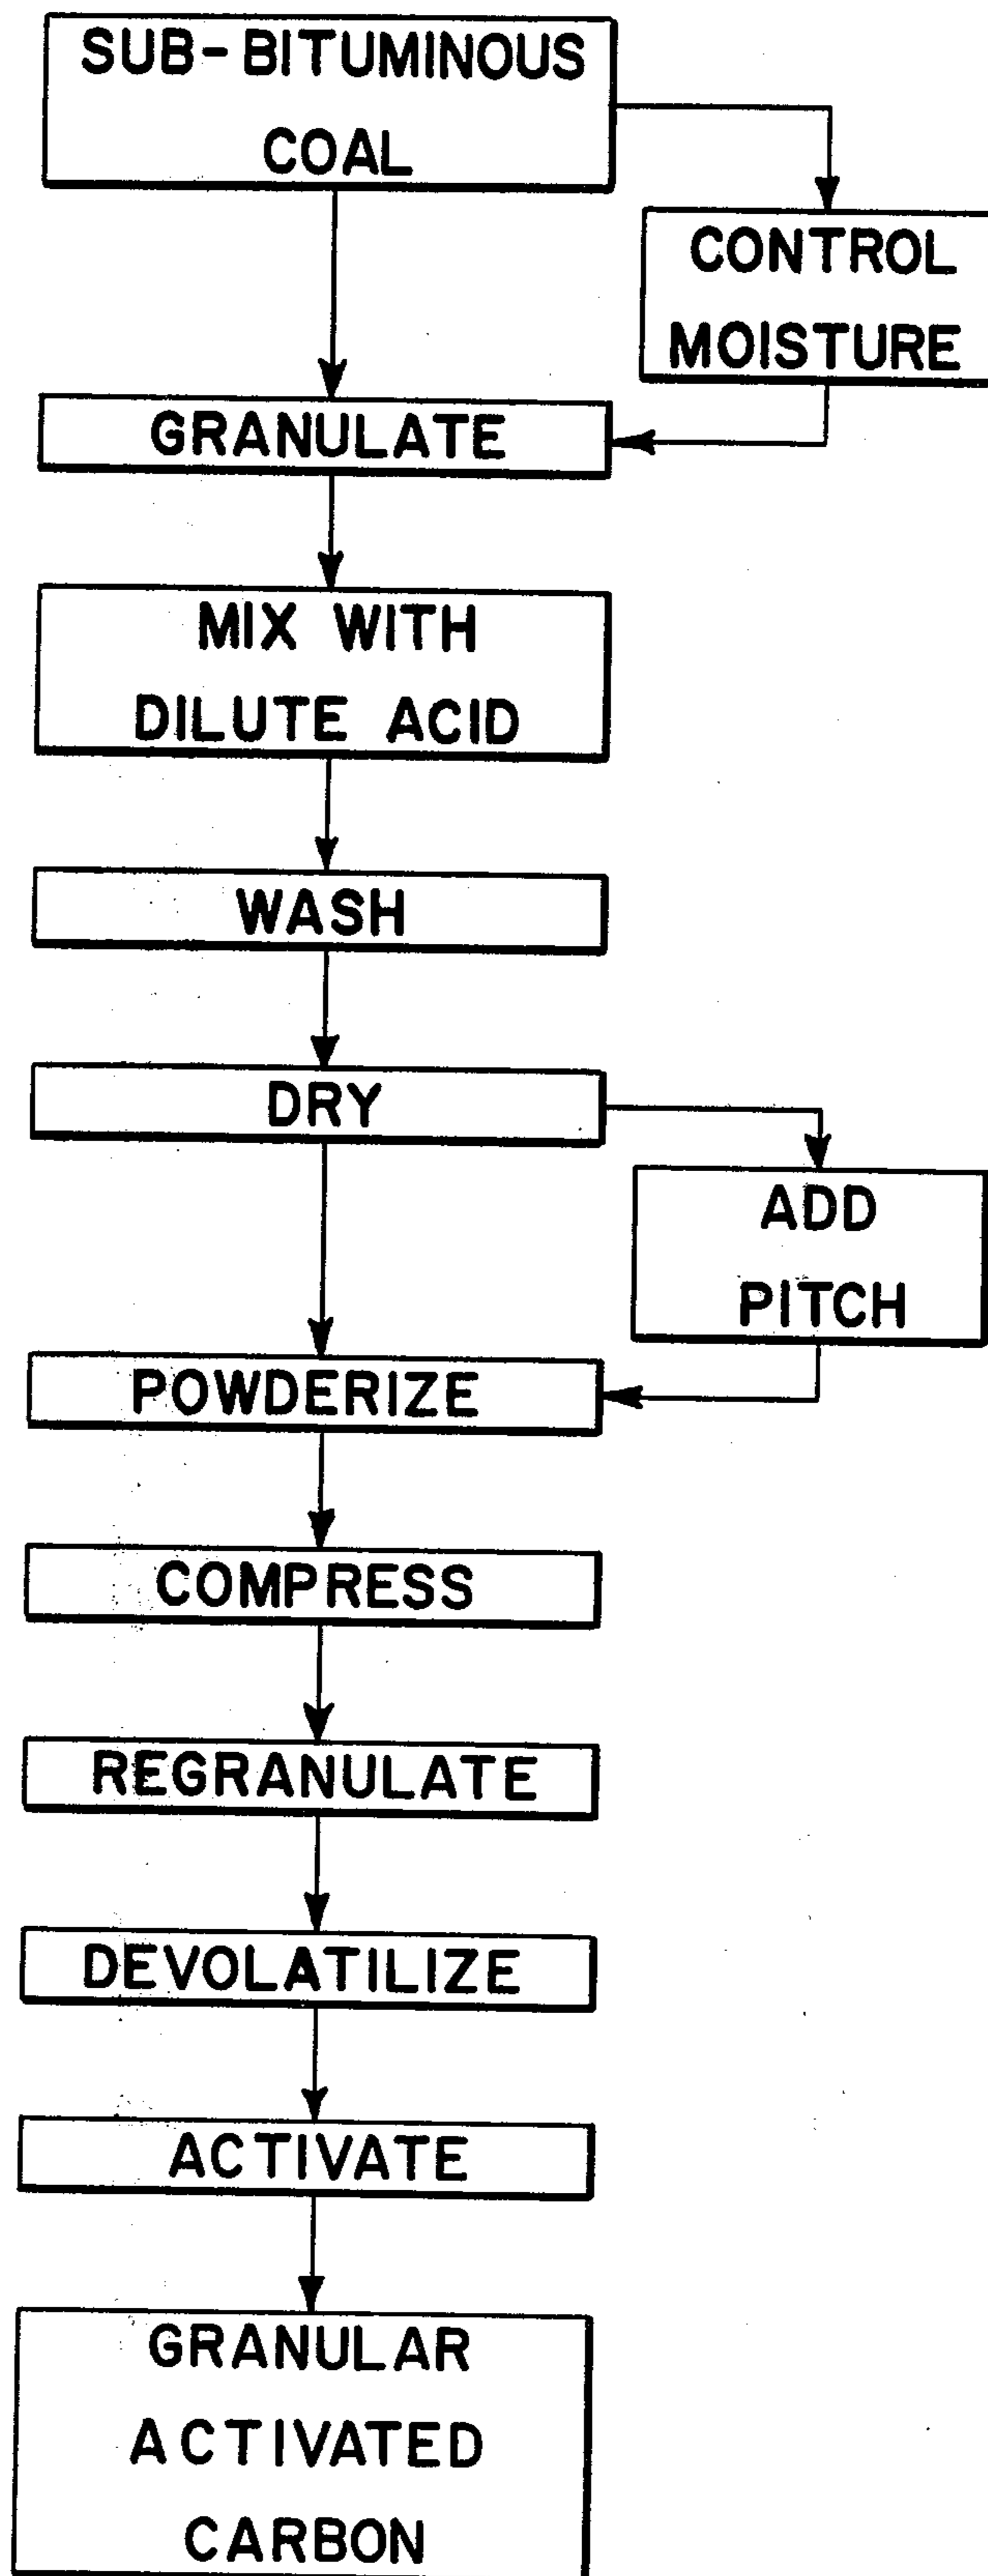 SUB-BITUMINOUS
COAL
CONTROL
MOISTURE
GRANULATE
MIX WITH
DILUTE ACID
WASH
DRY
ADD
PITCH
POWDERIZE
COMPRESS
REGRANULATE
DEVOLATILIZE
ACTIVATE
GRANULAR
ACTIVATED
CARBON